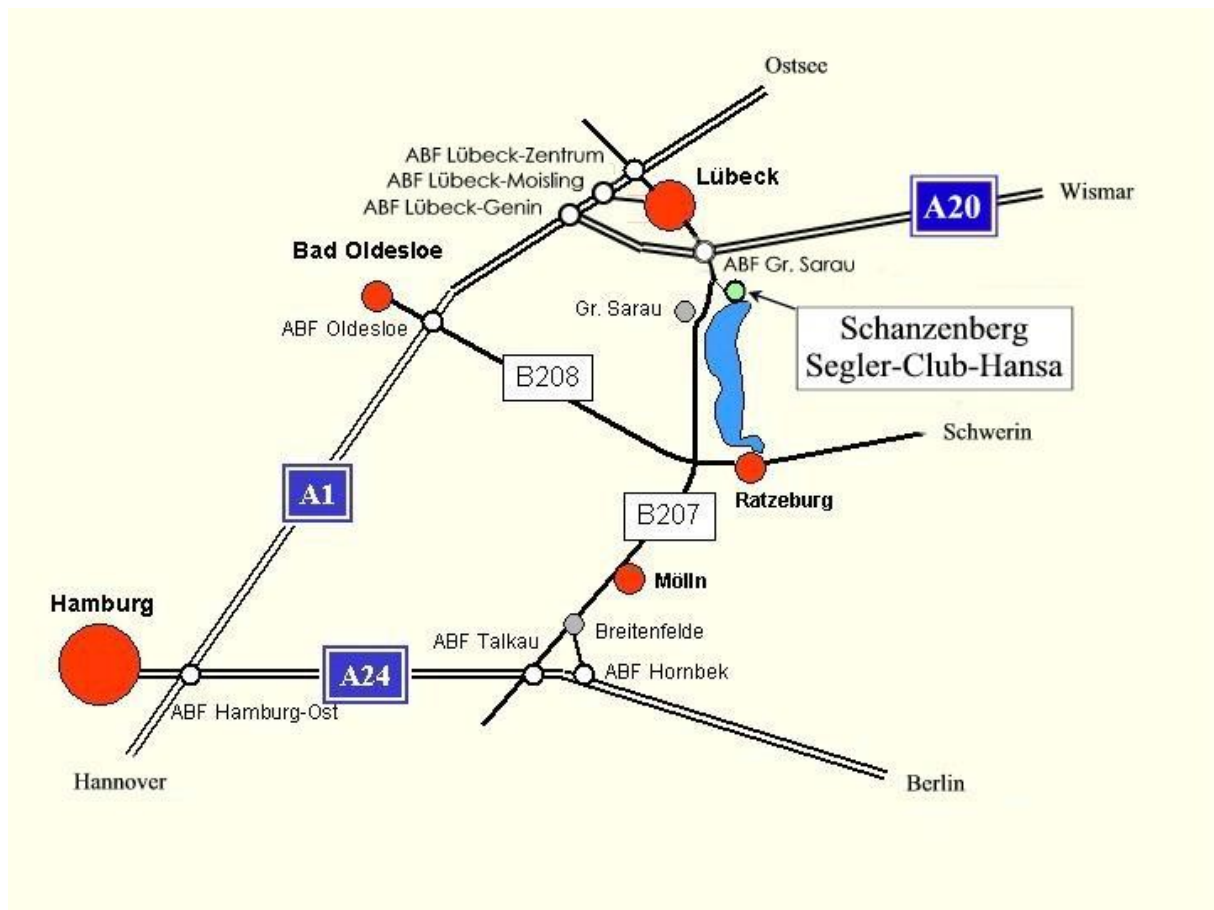 Ostsee
ABF Lübeck-Zentrum
ABF Lübeck-Moisling
Lübeck
ABF Lübeck-Genin
A20
Wismar
Bad Oldesloe
ABF Gr. Sarau
Gr. Sarau
ABF Oldesloe
Schanzenberg
Segler-Club-Hansa
B208
Schwerin
A1
Ratzeburg
B207
Mölln
Hamburg
Breitenfelde
ABF Talkau
ABF Hornbek
A24
ABF Hamburg-Ost
Hannover
Berlin